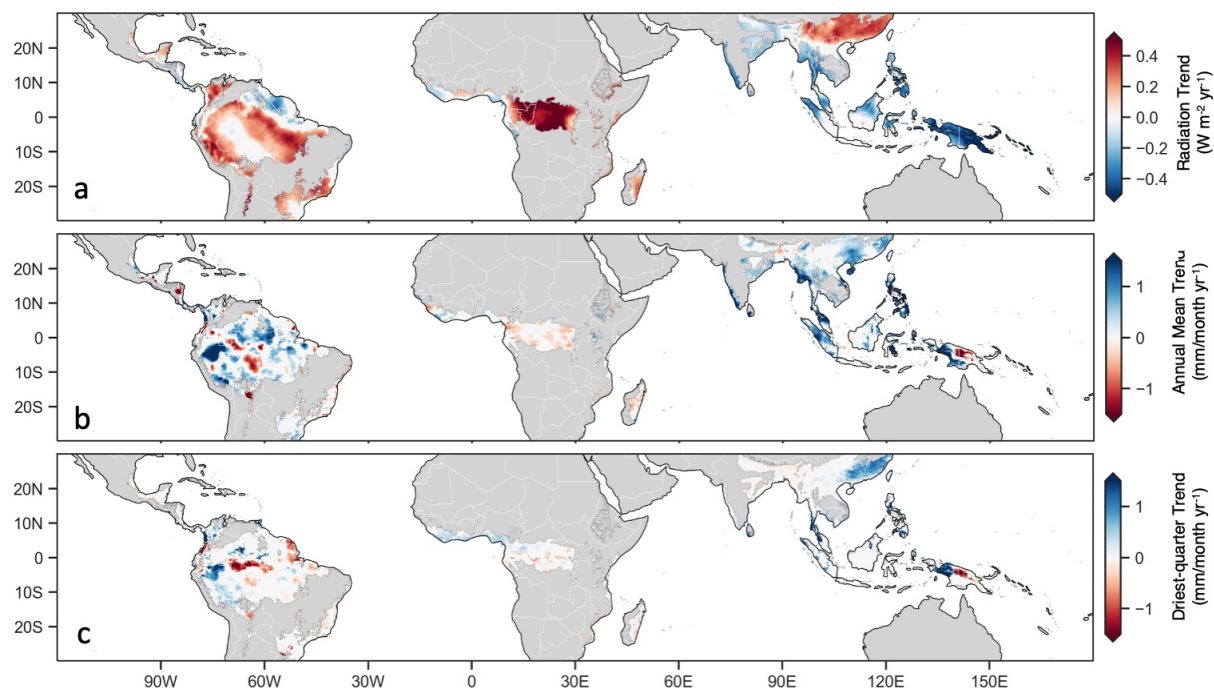 20N
10N
0
10S
20S
a
0.4
0.2
0.0
−0.2
−0.4
Radiation Trend
(W m⁻² yr⁻¹)
20N
10N
0
10S
20S
b
1
0
−1
Annual Mean Trend
(mm/month yr⁻¹)
20N
10N
0
10S
20S
c
1
0
−1
Driest-quarter Trend
(mm/month yr⁻¹)
90W 60W 30W 0 30E 60E 90E 120E 150E